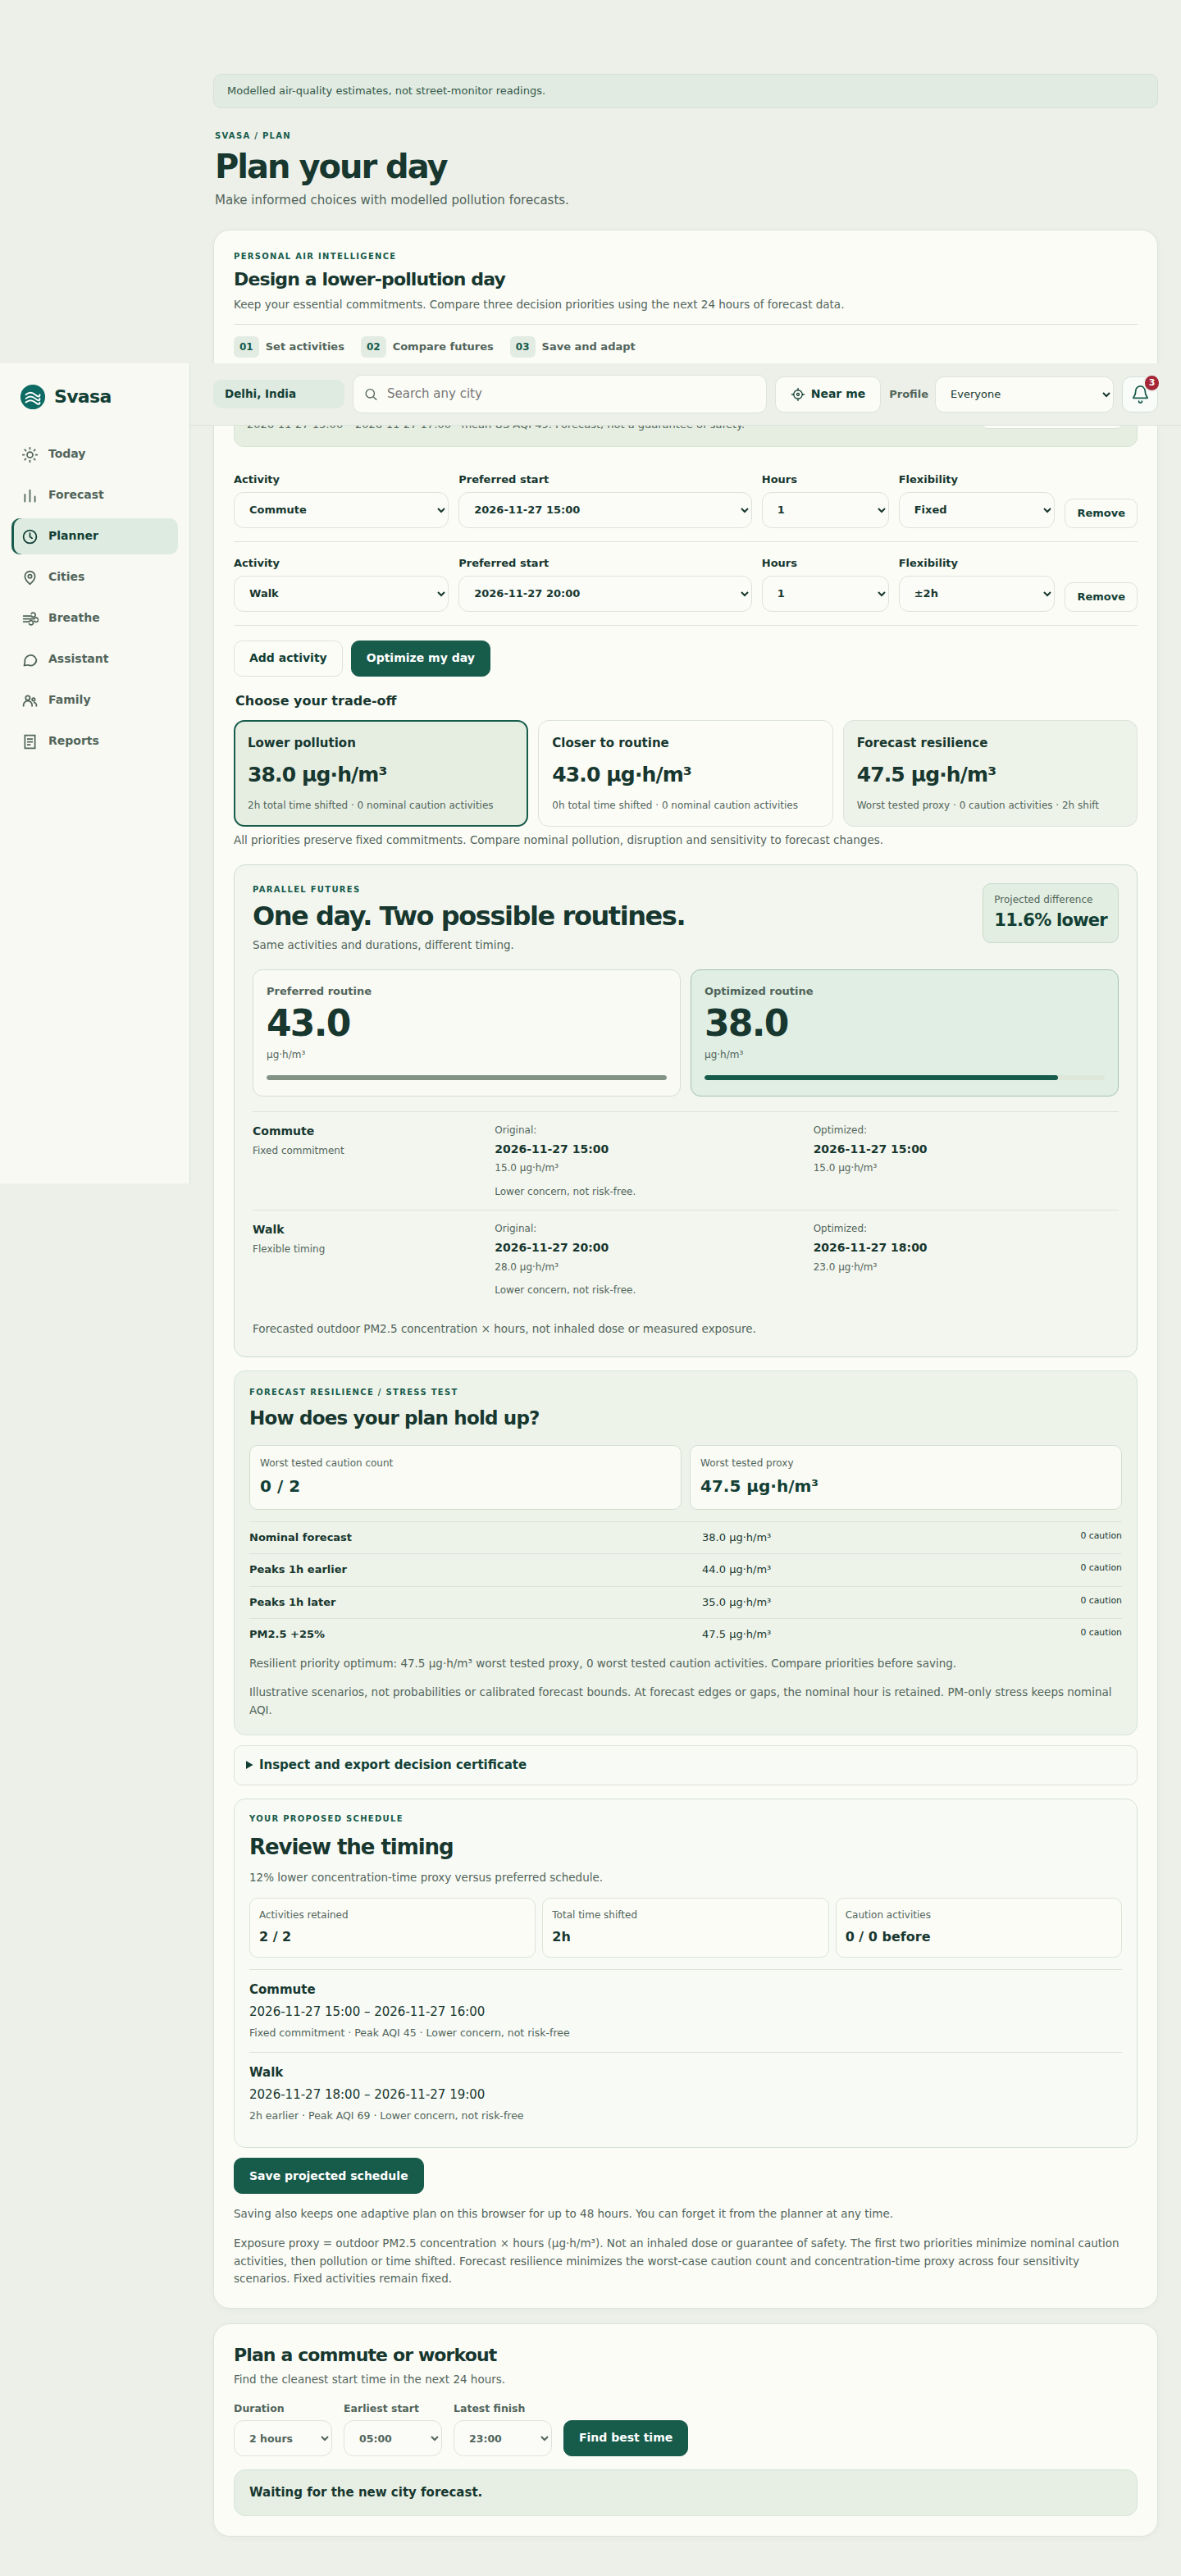 Modelled air-quality estimates, not street-monitor readings.
SVASA / PLAN
Plan your day
Make informed choices with modelled pollution forecasts.
PERSONAL AIR INTELLIGENCE
Design a lower-pollution day
Keep your essential commitments. Compare three decision priorities using the next 24 hours of forecast data.
01 Set activities 02 Compare futures 03 Save and adapt
Svasa
Today
Forecast
Planner
Cities
Breathe
Assistant
Family
Reports
Delhi, India
Search any city
Near me
Profile
Everyone
3
Activity Preferred start Hours Flexibility
Commute 2026-11-27 15:00 1 Fixed Remove
Activity Preferred start Hours Flexibility
Walk 2026-11-27 20:00 1 ±2h Remove
Add activity Optimize my day
Choose your trade-off
Lower pollution
38.0 µg·h/m³
2h total time shifted · 0 nominal caution activities
Closer to routine
43.0 µg·h/m³
0h total time shifted · 0 nominal caution activities
Forecast resilience
47.5 µg·h/m³
Worst tested proxy · 0 caution activities · 2h shift
All priorities preserve fixed commitments. Compare nominal pollution, disruption and sensitivity to forecast changes.
PARALLEL FUTURES
One day. Two possible routines.
Same activities and durations, different timing.
Projected difference
11.6% lower
Preferred routine
43.0
µg·h/m³
Optimized routine
38.0
µg·h/m³
Commute
Fixed commitment
Original:
2026-11-27 15:00
15.0 µg·h/m³
Lower concern, not risk-free.
Optimized:
2026-11-27 15:00
15.0 µg·h/m³
Walk
Flexible timing
Original:
2026-11-27 20:00
28.0 µg·h/m³
Lower concern, not risk-free.
Optimized:
2026-11-27 18:00
23.0 µg·h/m³
Forecasted outdoor PM2.5 concentration × hours, not inhaled dose or measured exposure.
FORECAST RESILIENCE / STRESS TEST
How does your plan hold up?
Worst tested caution count
0 / 2
Worst tested proxy
47.5 µg·h/m³
Nominal forecast 38.0 µg·h/m³ 0 caution
Peaks 1h earlier 44.0 µg·h/m³ 0 caution
Peaks 1h later 35.0 µg·h/m³ 0 caution
PM2.5 +25% 47.5 µg·h/m³ 0 caution
Resilient priority optimum: 47.5 µg·h/m³ worst tested proxy, 0 worst tested caution activities. Compare priorities before saving.
Illustrative scenarios, not probabilities or calibrated forecast bounds. At forecast edges or gaps, the nominal hour is retained. PM-only stress keeps nominal
AQI.
Inspect and export decision certificate
YOUR PROPOSED SCHEDULE
Review the timing
12% lower concentration-time proxy versus preferred schedule.
Activities retained
2 / 2
Total time shifted
2h
Caution activities
0 / 0 before
Commute
2026-11-27 15:00 – 2026-11-27 16:00
Fixed commitment · Peak AQI 45 · Lower concern, not risk-free
Walk
2026-11-27 18:00 – 2026-11-27 19:00
2h earlier · Peak AQI 69 · Lower concern, not risk-free
Save projected schedule
Saving also keeps one adaptive plan on this browser for up to 48 hours. You can forget it from the planner at any time.
Exposure proxy = outdoor PM2.5 concentration × hours (µg·h/m³). Not an inhaled dose or guarantee of safety. The first two priorities minimize nominal caution
activities, then pollution or time shifted. Forecast resilience minimizes the worst-case caution count and concentration-time proxy across four sensitivity
scenarios. Fixed activities remain fixed.
Plan a commute or workout
Find the cleanest start time in the next 24 hours.
Duration Earliest start Latest finish
2 hours 05:00 23:00 Find best time
Waiting for the new city forecast.